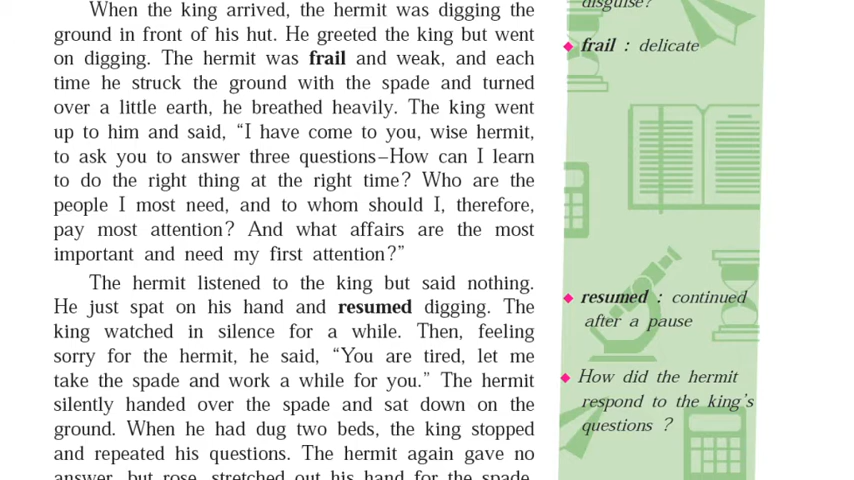 When the king arrived, the hermit was digging the
ground in front of his hut. He greeted the king but went
on digging. The hermit was frail and weak, and each
time he struck the ground with the spade and turned
over a little earth, he breathed heavily. The king went
up to him and said, “I have come to you, wise hermit,
to ask you to answer three questions–How can I learn
to do the right thing at the right time? Who are the
people I most need, and to whom should I, therefore,
pay most attention? And what affairs are the most
important and need my first attention?”
The hermit listened to the king but said nothing.
He just spat on his hand and resumed digging. The
king watched in silence for a while. Then, feeling
sorry for the hermit, he said, “You are tired, let me
take the spade and work a while for you.” The hermit
silently handed over the spade and sat down on the
ground. When he had dug two beds, the king stopped
and repeated his questions. The hermit again gave no
answer, but rose, stretched out his hand for the spade,
disguise?
frail : delicate
resumed : continued
after a pause
How did the hermit
respond to the king’s
questions ?